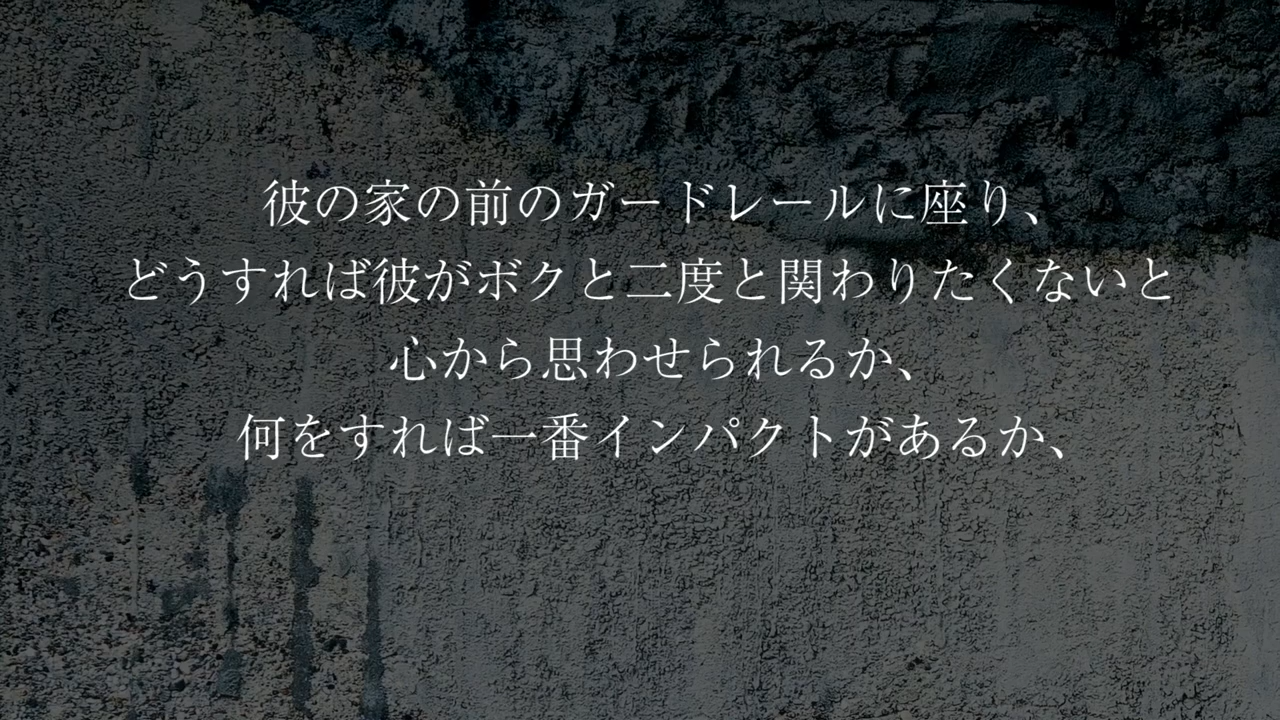 彼の家の前のガードレールに座り、
どうすれば彼がボクと二度と関わりたくないと
心から思わせられるか、
何をすれば一番インパクトがあるか、